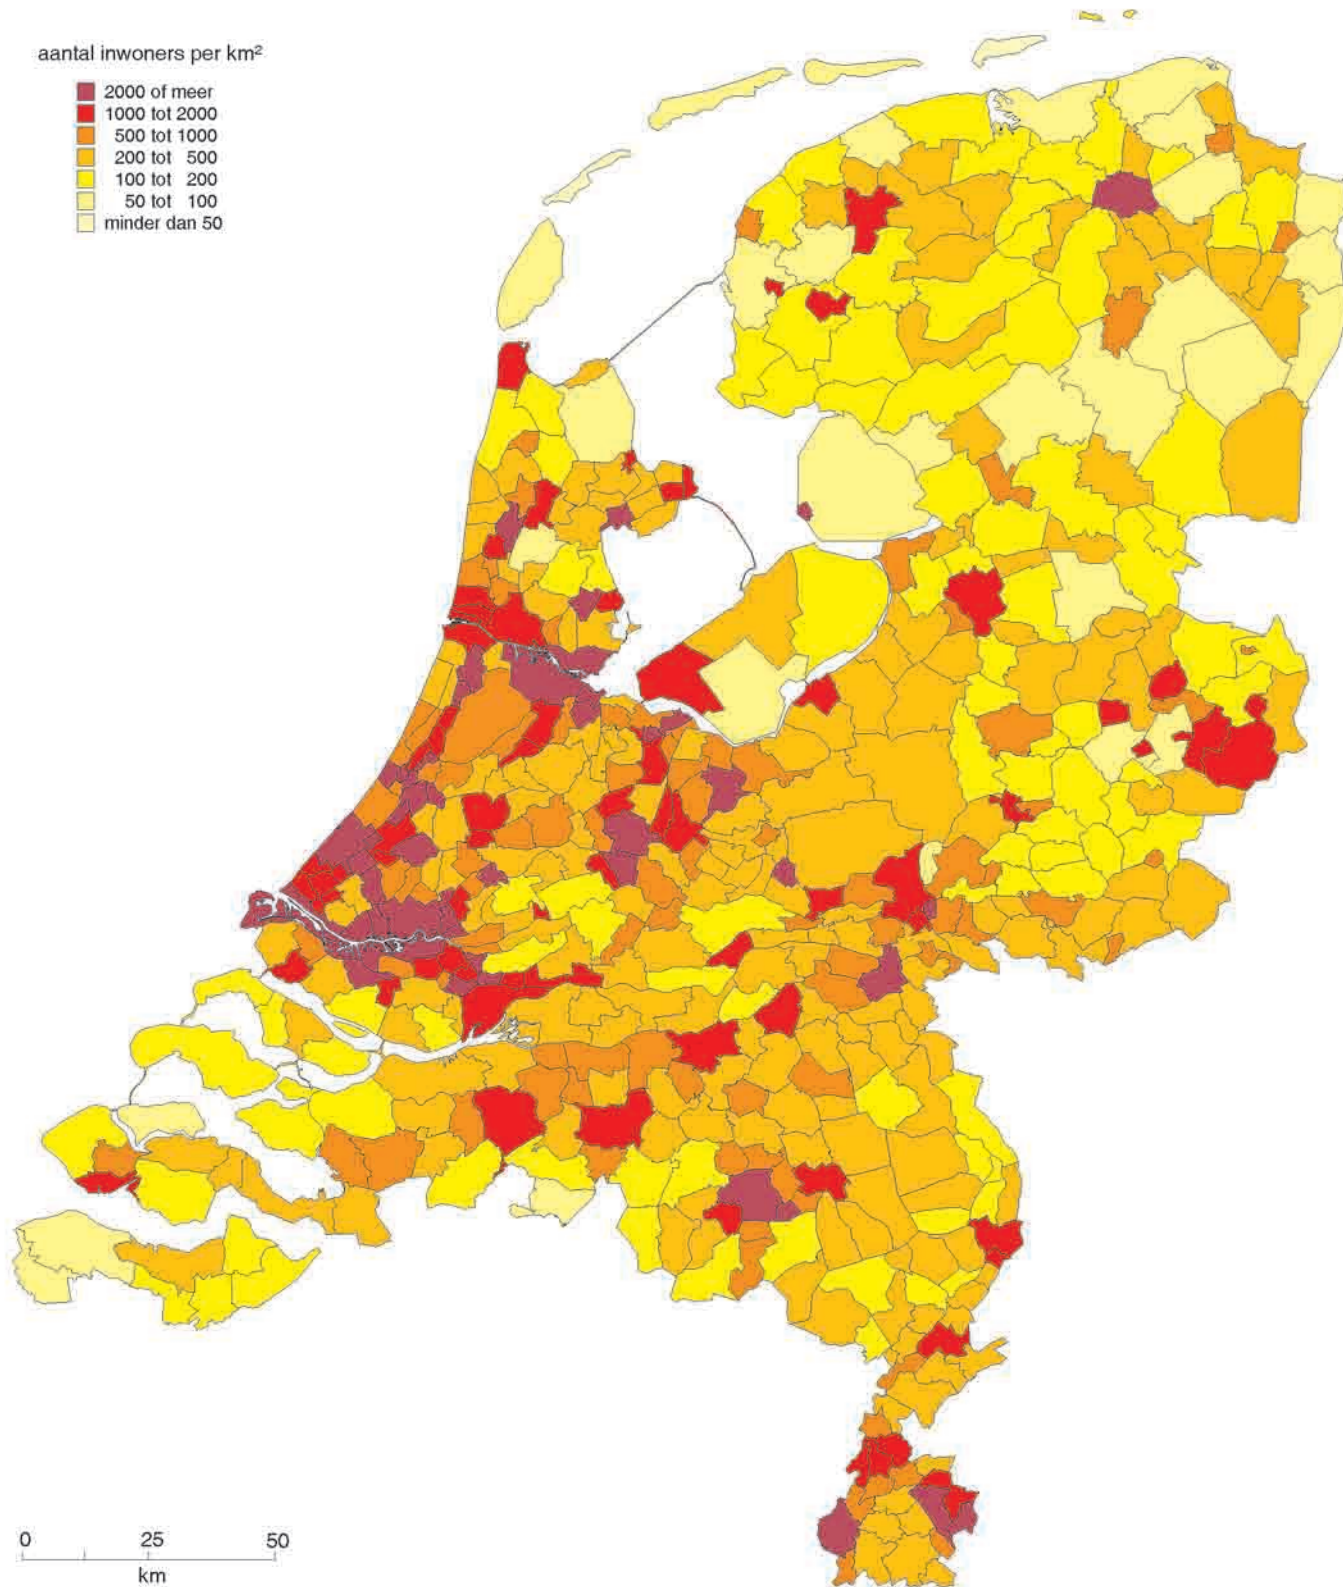 aantal inwoners per km²
2000 of meer
1000 tot 2000
500 tot 1000
200 tot 500
100 tot 200
50 tot 100
minder dan 50
0 25 50
km